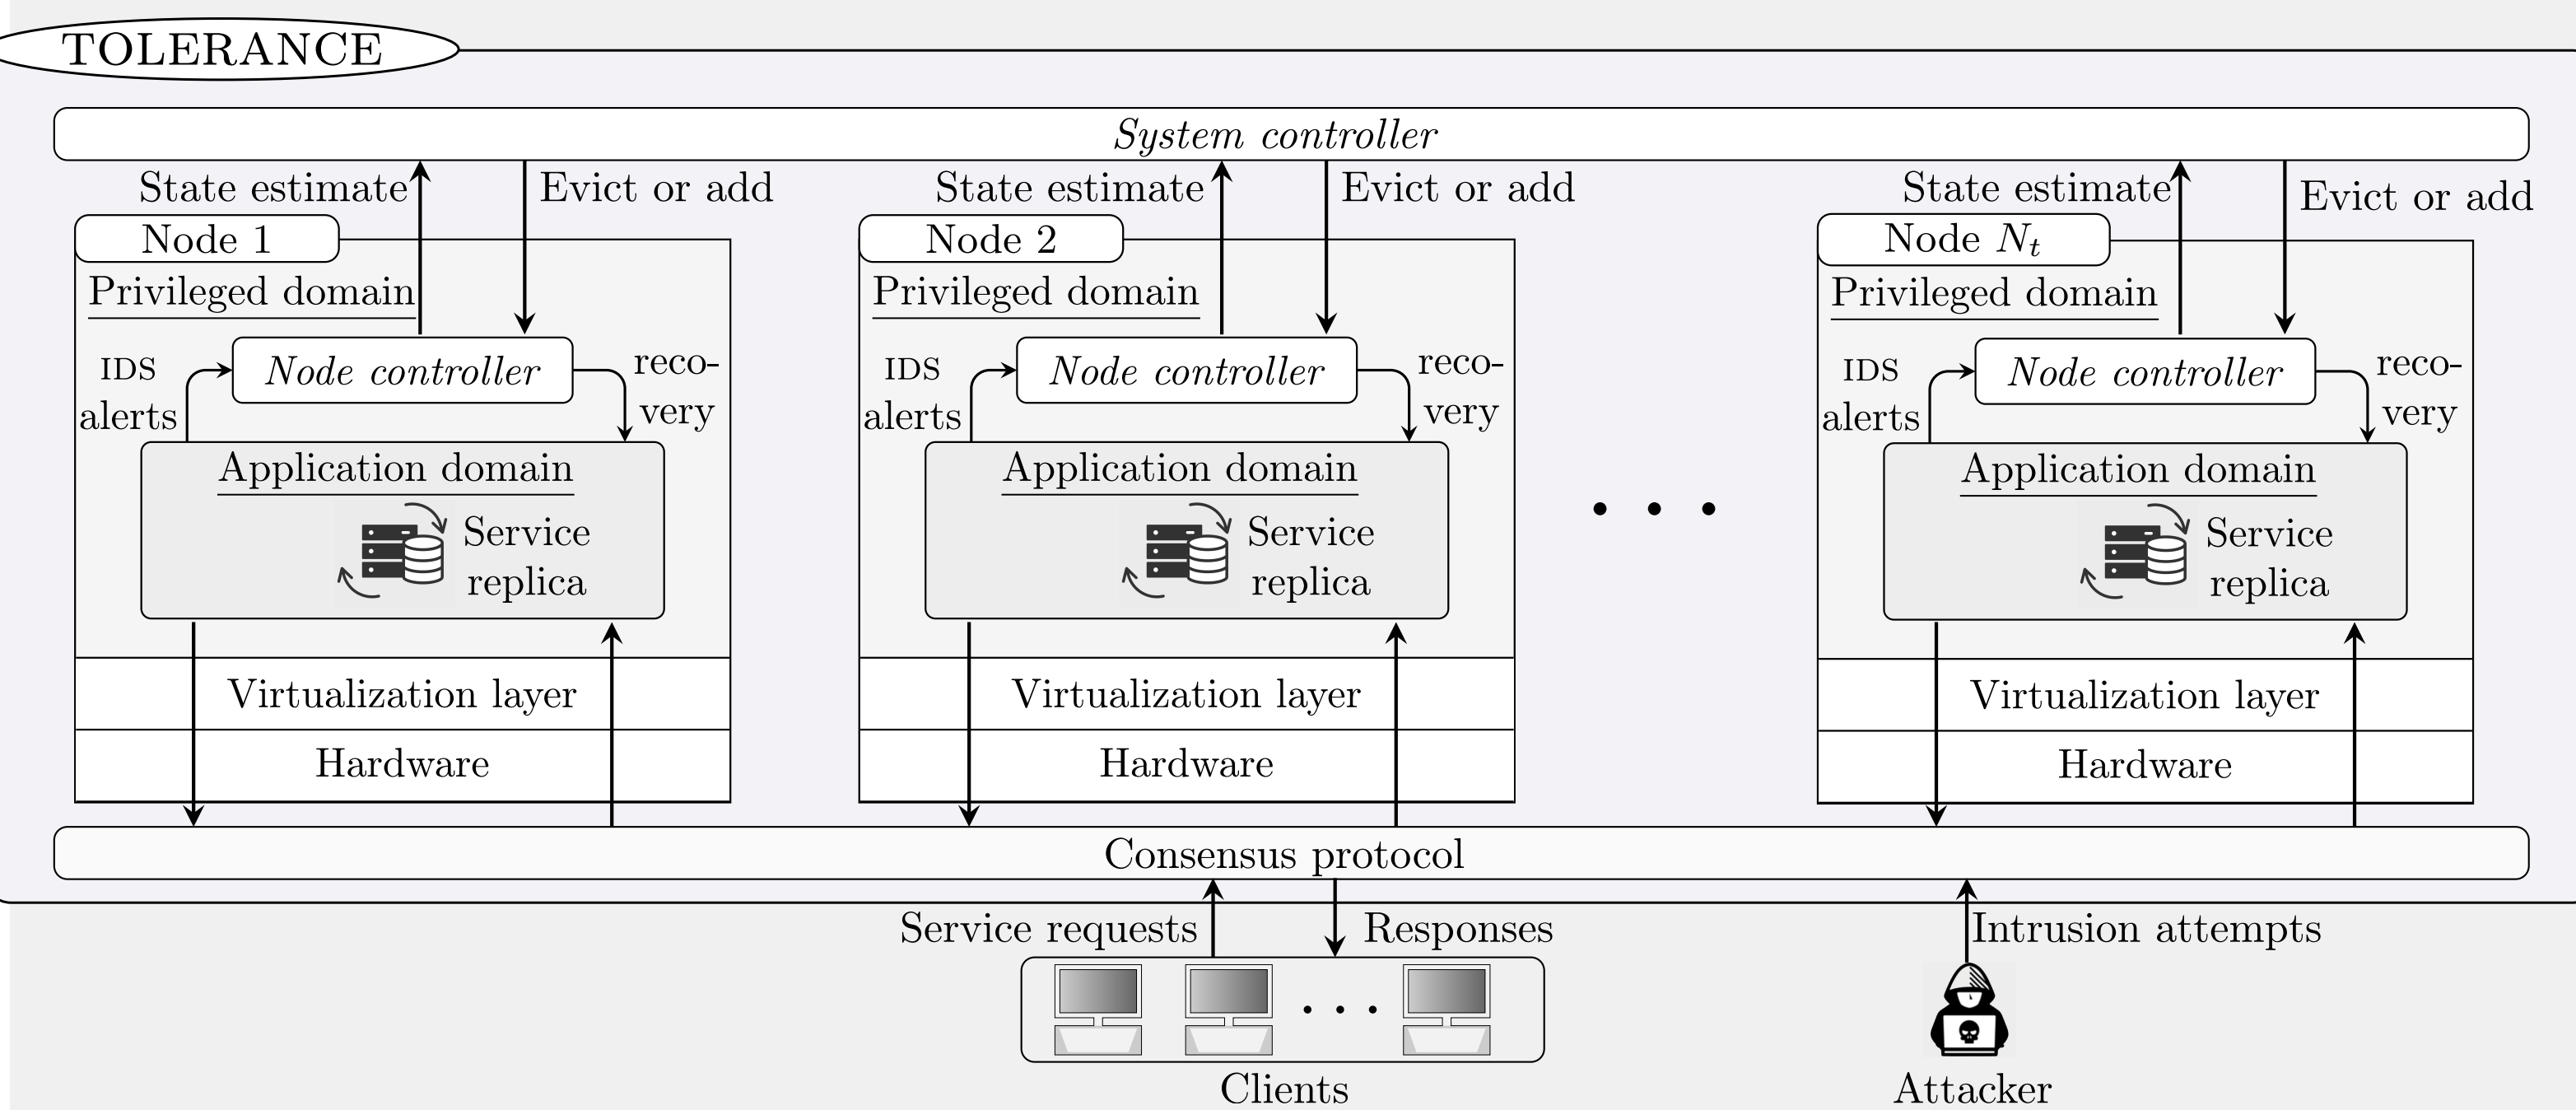 TOLERANCE
System controller
State estimate
Evict or add
State estimate
Evict or add
State estimate
Evict or add
Node 1
Privileged domain
IDS
alerts
Node controller
reco-
very
Application domain
Service
replica
Virtualization layer
Hardware
Node 2
Privileged domain
IDS
alerts
Node controller
reco-
very
Application domain
Service
replica
Virtualization layer
Hardware
. . .
Node Nₜ
Privileged domain
IDS
alerts
Node controller
reco-
very
Application domain
Service
replica
Virtualization layer
Hardware
Consensus protocol
Service requests
Responses
Intrusion attempts
. . .
Clients
Attacker